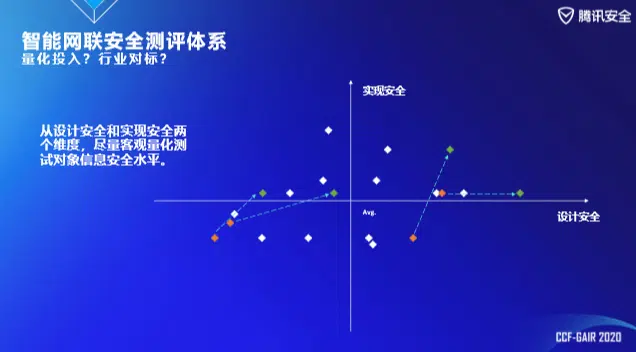 腾讯安全
智能网联安全测评体系
量化投入？行业对标？
实现安全
从设计安全和实现安全两
个维度，尽量客观量化测
试对象信息安全水平。
Avg.
设计安全
CCF-GAIR 2020